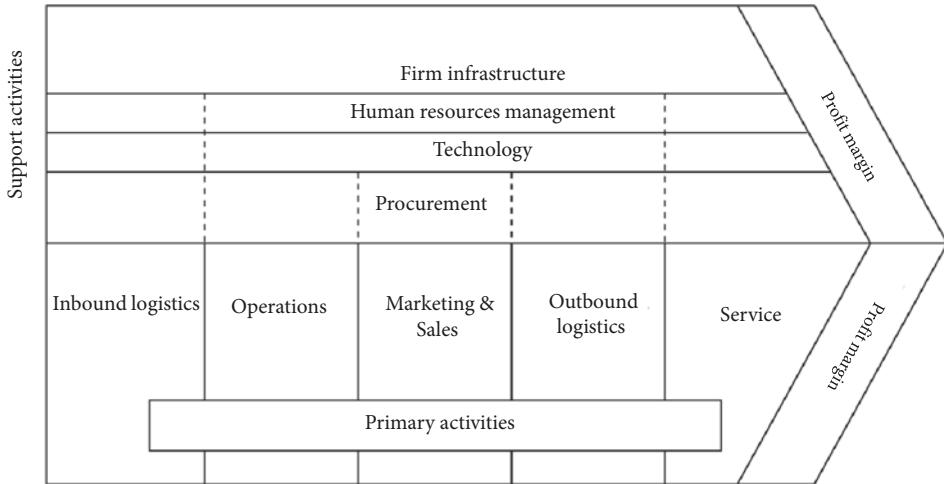 Support activities
Firm infrastructure
Human resources management
Technology
Procurement
Profit margin
Inbound logistics
Operations
Marketing &
Sales
Outbound
logistics
Service
Profit margin
Primary activities